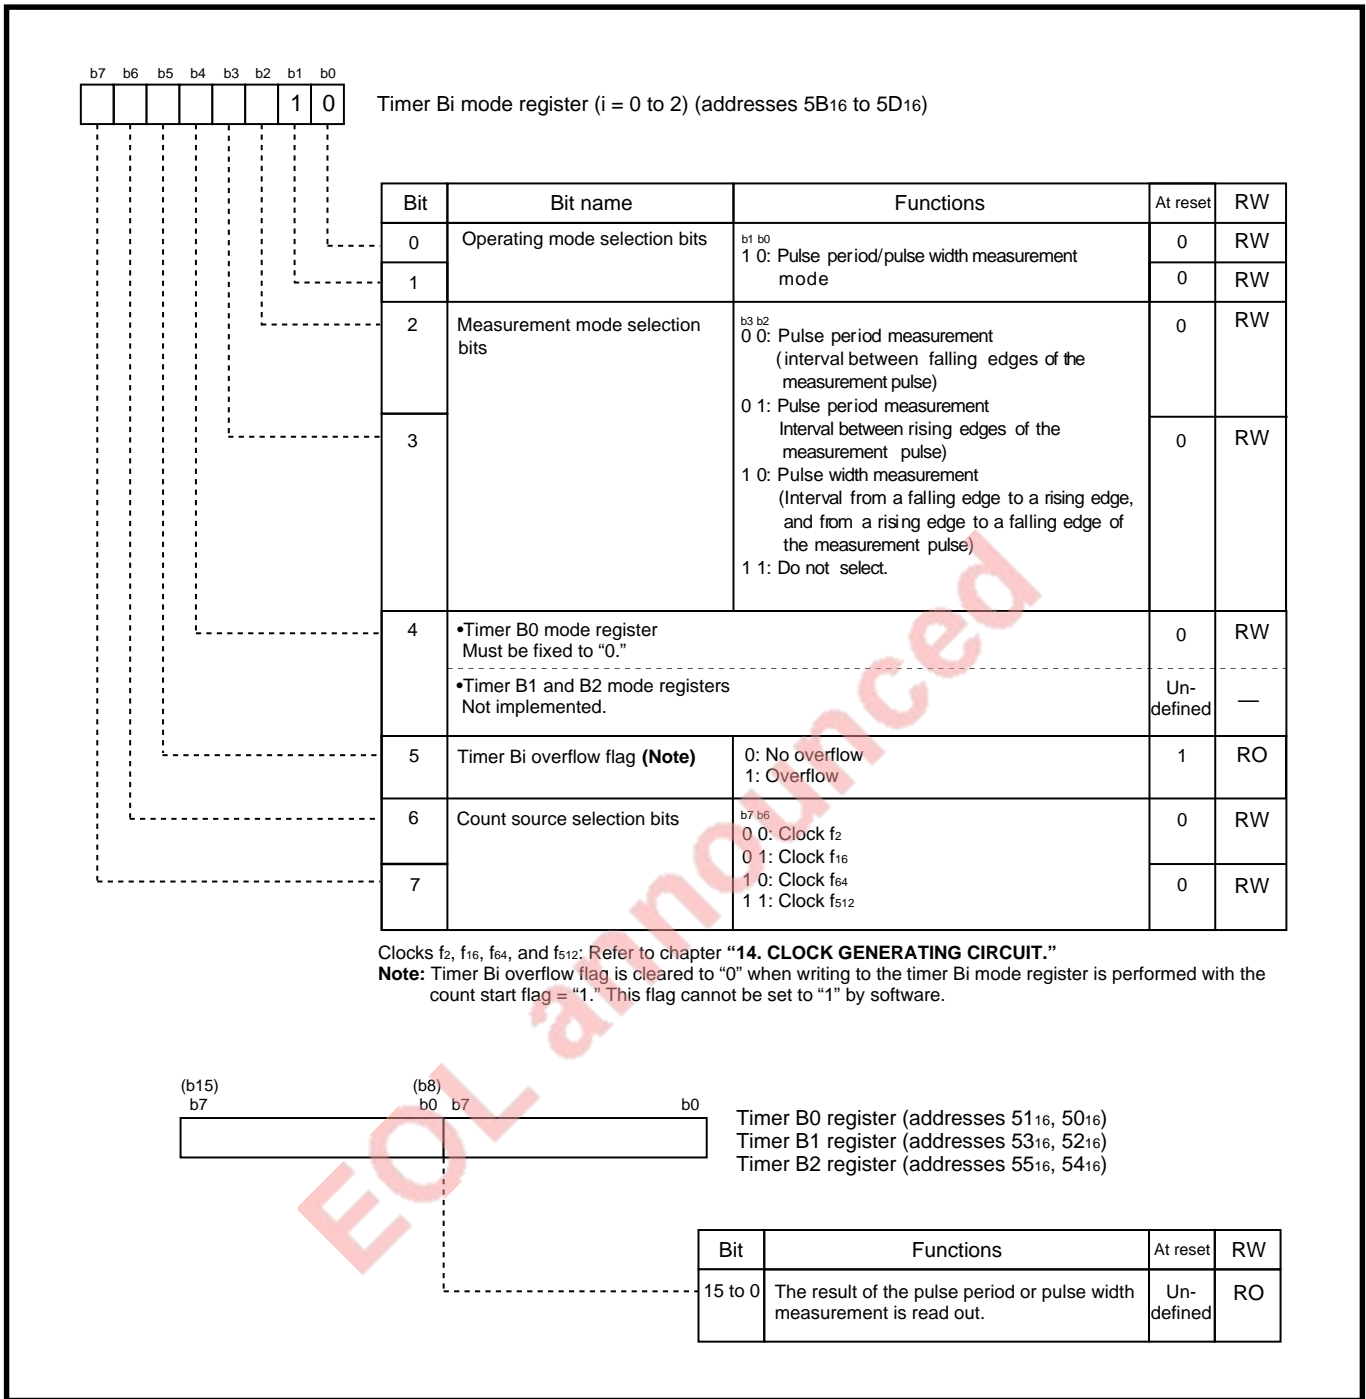 b7 b6 b5 b4 b3 b2 b1 b0
1 0 Timer Bi mode register (i = 0 to 2) (addresses 5B16 to 5D16)
Bit Bit name Functions At reset RW
0 Operating mode selection bits b1 b0 0 RW
1 0: Pulse period/pulse width measurement
1 mode 0 RW
2 Measurement mode selection b3 b2 0 RW
bits 0 0: Pulse period measurement
(interval between falling edges of the
measurement pulse)
0 1: Pulse period measurement
3 Interval between rising edges of the 0 RW
measurement pulse)
1 0: Pulse width measurement
(Interval from a falling edge to a rising edge,
and from a rising edge to a falling edge of
the measurement pulse)
1 1: Do not select.
4 •Timer B0 mode register 0 RW
Must be fixed to “0.”
•Timer B1 and B2 mode registers Un- —
Not implemented. defined
5 Timer Bi overflow flag (Note) 0: No overflow 1 RO
1: Overflow
6 Count source selection bits b7 b6 0 RW
0 0: Clock f2
0 1: Clock f16
7 1 0: Clock f64 0 RW
1 1: Clock f512
Clocks f2, f16, f64, and f512: Refer to chapter “14. CLOCK GENERATING CIRCUIT.”
Note: Timer Bi overflow flag is cleared to “0” when writing to the timer Bi mode register is performed with the
count start flag = “1.” This flag cannot be set to “1” by software.
EOL announced
(b15) (b8)
b7 b0 b7 b0
Timer B0 register (addresses 5116, 5016)
Timer B1 register (addresses 5316, 5216)
Timer B2 register (addresses 5516, 5416)
Bit Functions At reset RW
15 to 0 The result of the pulse period or pulse width Un- RO
measurement is read out. defined